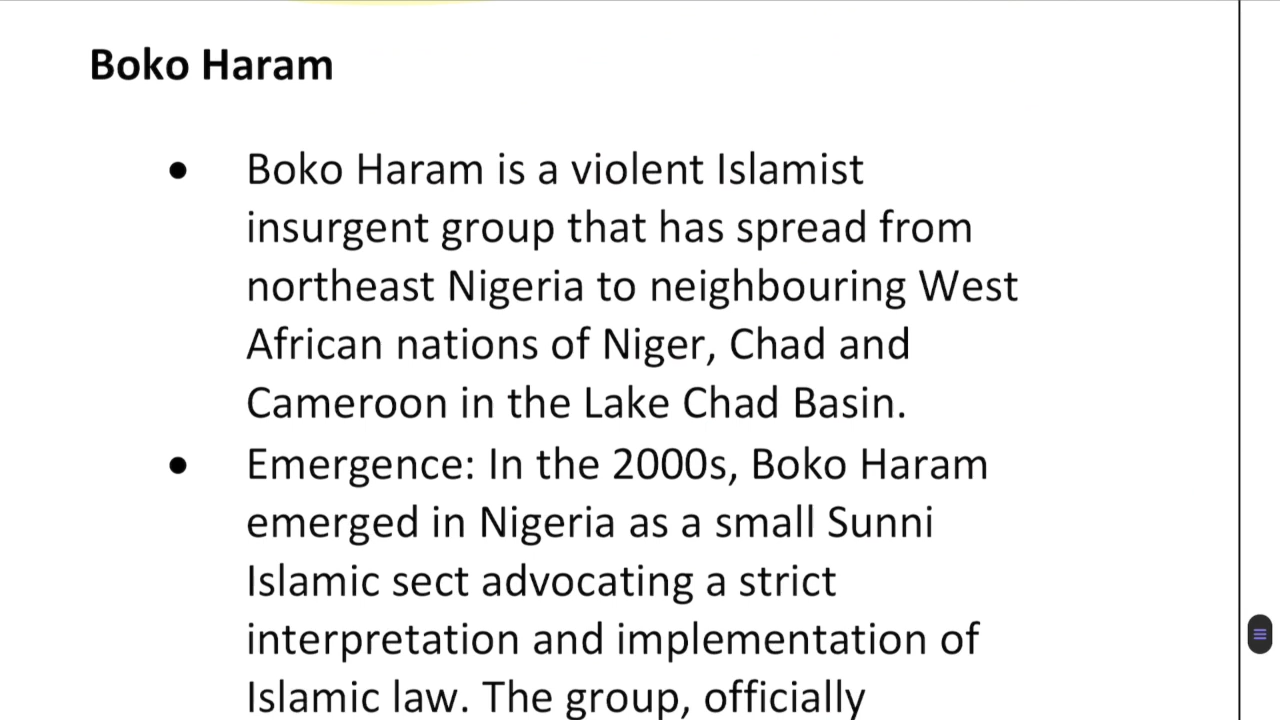 Boko Haram
• Boko Haram is a violent Islamist
insurgent group that has spread from
northeast Nigeria to neighbouring West
African nations of Niger, Chad and
Cameroon in the Lake Chad Basin.
• Emergence: In the 2000s, Boko Haram
emerged in Nigeria as a small Sunni
Islamic sect advocating a strict
interpretation and implementation of
Islamic law. The group, officially